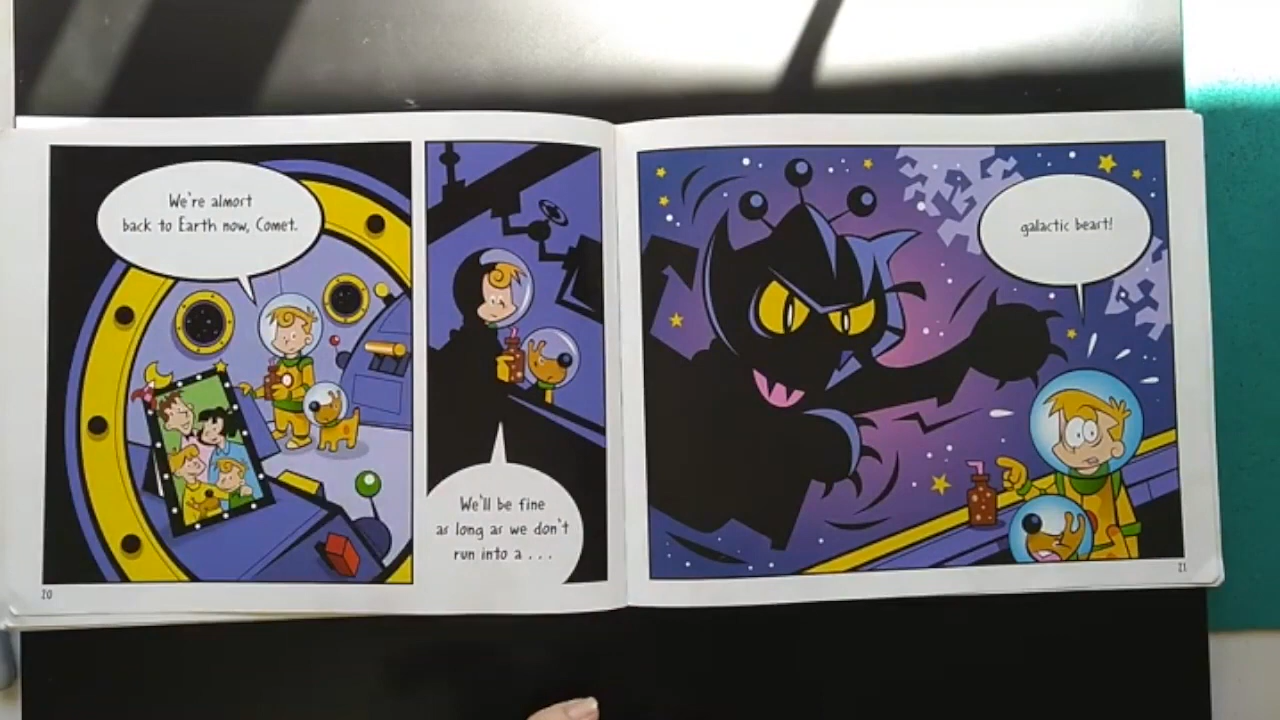 We're almost
back to Earth now, Comet.
We'll be fine
as long as we don't
run into a . . .
galactic beast!
20
21